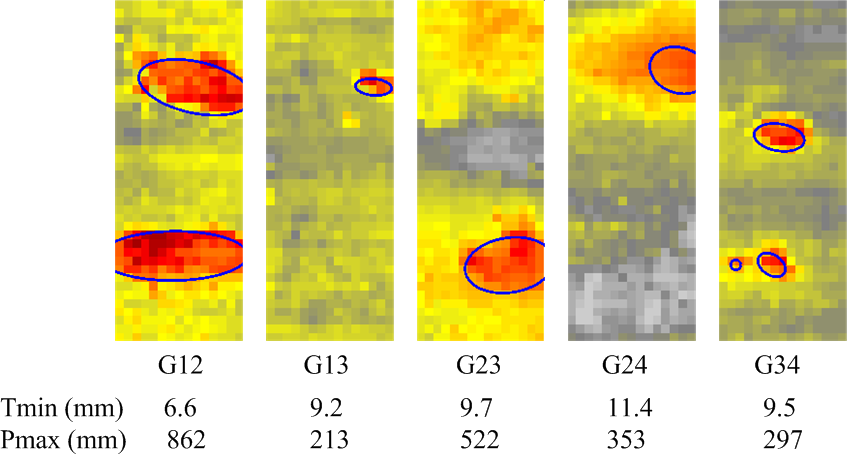 G12 G13 G23 G24 G34
Tmin (mm) 6.6 9.2 9.7 11.4 9.5
Pmax (mm) 862 213 522 353 297